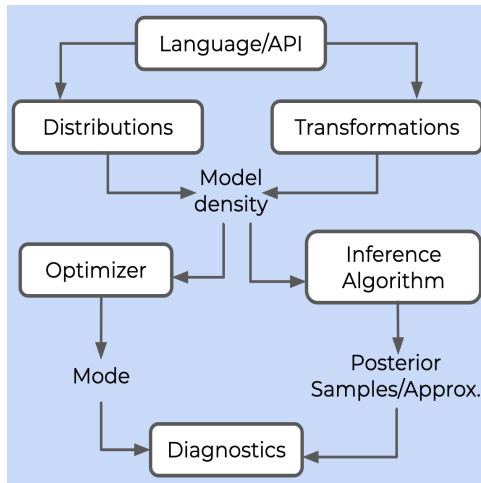 Language/API
Distributions
Transformations
Model
density
Optimizer
Inference
Algorithm
Mode
Posterior
Samples/Approx.
Diagnostics